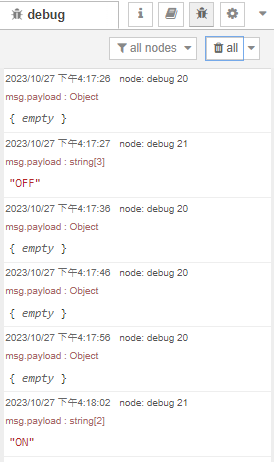 debug
i
all nodes
all
2023/10/27 下午4:17:26 node: debug 20
msg.payload : Object
{ empty }
2023/10/27 下午4:17:27 node: debug 21
msg.payload : string[3]
"OFF"
2023/10/27 下午4:17:36 node: debug 20
msg.payload : Object
{ empty }
2023/10/27 下午4:17:46 node: debug 20
msg.payload : Object
{ empty }
2023/10/27 下午4:17:56 node: debug 20
msg.payload : Object
{ empty }
2023/10/27 下午4:18:02 node: debug 21
msg.payload : string[2]
"ON"